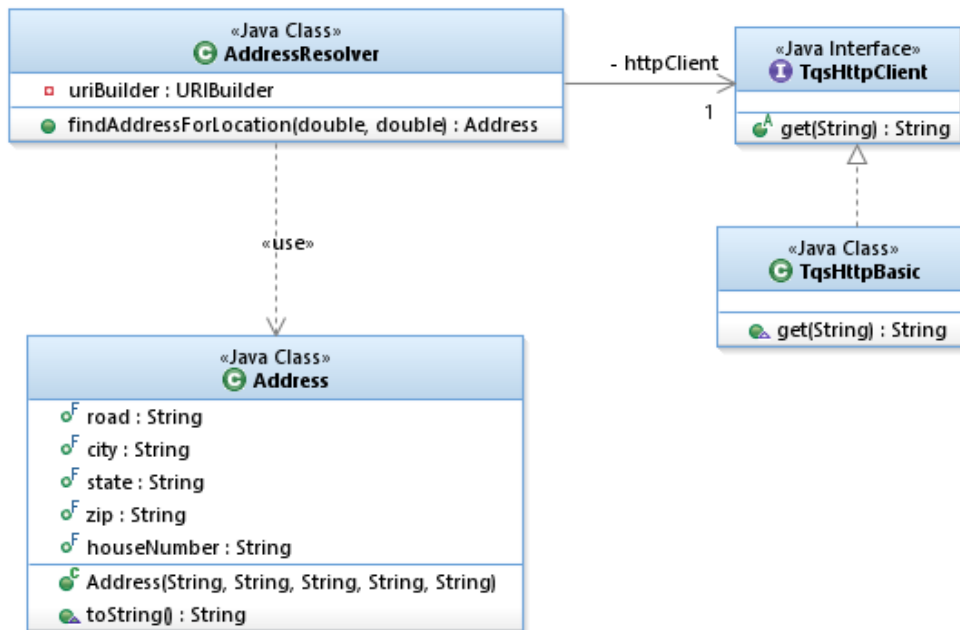 «Java Class»
C AddressResolver
uriBuilder : URIBuilder
findAddressForLocation(double, double) : Address
- httpClient
1
«Java Interface»
I TqsHttpClient
A get(String) : String
«Java Class»
C TqsHttpBasic
get(String) : String
«use»
«Java Class»
C Address
F road : String
F city : String
F state : String
F zip : String
F houseNumber : String
C Address(String, String, String, String, String)
toString() : String